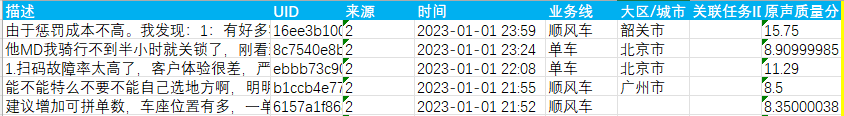 描述 UID 来源 时间 业务线 大区/城市 关联任务ID 原声质量分
由于惩罚成本不高。我发现：1：有好多 16ee3b100 2 2023-01-01 23:59 顺风车 韶关市 15.75
他MD我骑行不到半小时就关锁了，刚看 8c7540e8b 2 2023-01-01 23:24 单车 北京市 8.90999985
1.扫码故障率太高了，客户体验很差，严 ebbb73c90 2 2023-01-01 22:08 单车 北京市 11.29
能不能特么不要不能自己选地方啊，明明 b1ccb4e77 2 2023-01-01 21:55 顺风车 广州市 8.5
建议增加可拼单数，车座位置有多，一单 6157a1f86 2 2023-01-01 21:52 顺风车 8.35000038